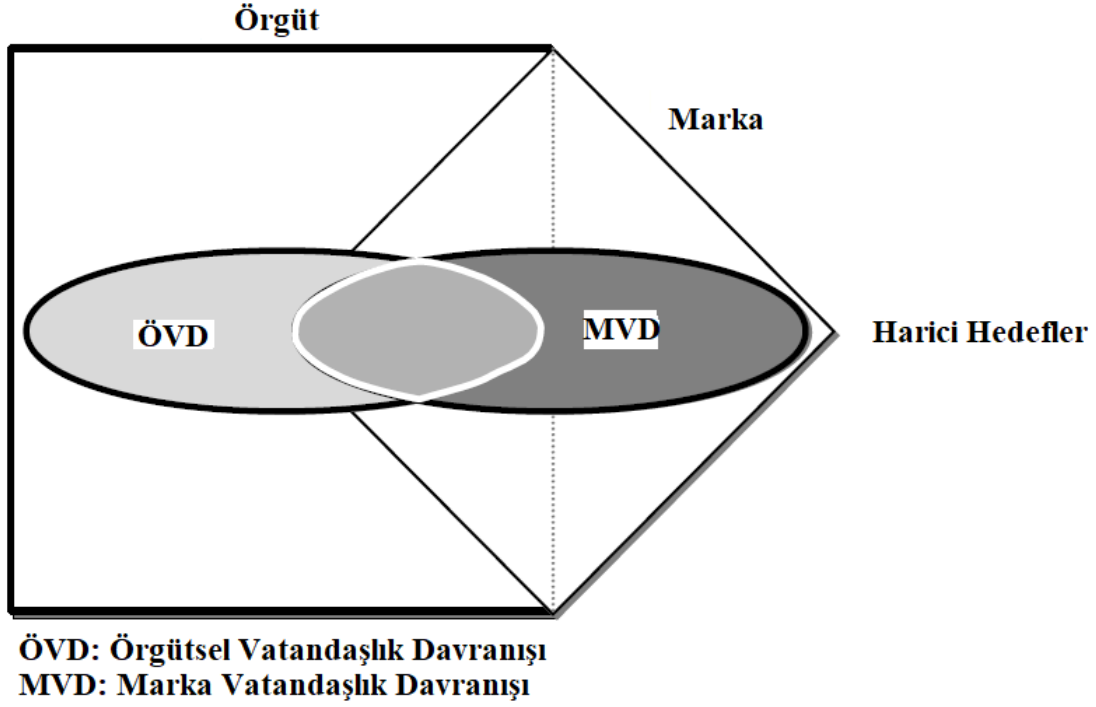 Örgüt
Marka
ÖVD
MVD
Harici Hedefler
ÖVD: Örgütsel Vatandaşlık Davranışı
MVD: Marka Vatandaşlık Davranışı